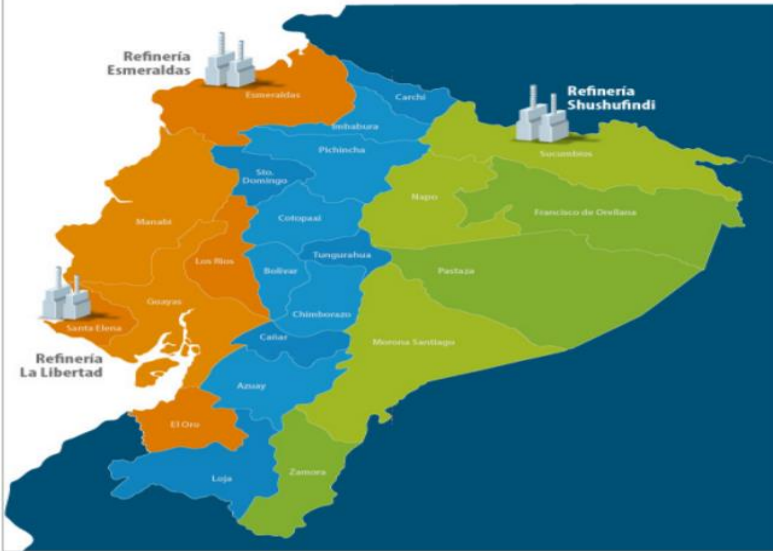 Refinería
Esmeraldas
Esmeraldas
Carchi
Refinería
Shushufindi
Imbabura
Pichincha
Sucumbíos
Sto.
Domingo
Napo
Francisco de Orellana
Manabí
Cotopaxi
Los Ríos
Tungurahua
Bolívar
Pastaza
Guayas
Chimborazo
Santa Elena
Cañar
Morona Santiago
Refinería
La Libertad
Azuay
El Oro
Loja
Zamora